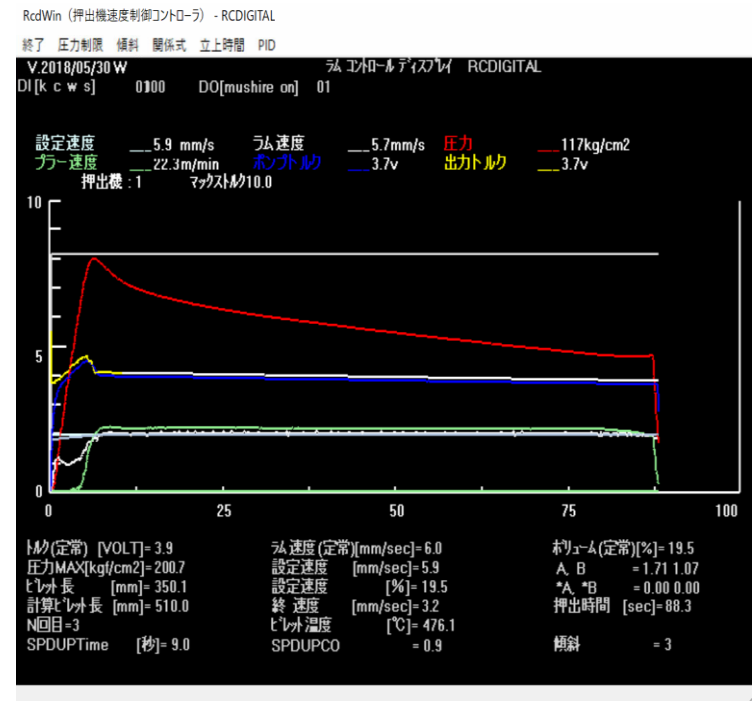 RcdWin（押出機速度制御コントローラ） - RCDIGITAL
終了 圧力制限 傾斜 関係式 立上時間 PID
V.2018/05/30 W ラム コントロール ディスプレイ RCDIGITAL
DI[k c w s] 0100 DO[mushire on] 01
設定速度 __5.9 mm/s ラム速度 __5.7mm/s 圧力 __117kg/cm2
プラー速度 __22.3m/min ポンプトルク __3.7v 出力トルク __3.7v
押出機 : 1 マックストルク10.0
10
5
0
0 25 50 75 100
トルク(定常) [VOLT]= 3.9 ラム速度(定常)[mm/sec]= 6.0 ボリューム(定常)[%]= 19.5
圧力MAX[kgf/cm2]= 200.7 設定速度 [mm/sec]= 5.9 A, B = 1.71 1.07
ビレット長 [mm]= 350.1 設定速度 [%]= 19.5 *A, *B = 0.00 0.00
計算ビレット長 [mm]= 510.0 終 速度 [mm/sec]= 3.2 押出時間 [sec]= 88.3
N回目=3 ビレット温度 [℃]= 476.1
SPDUPTime [秒]= 9.0 SPDUPCO = 0.9 傾斜 = 3